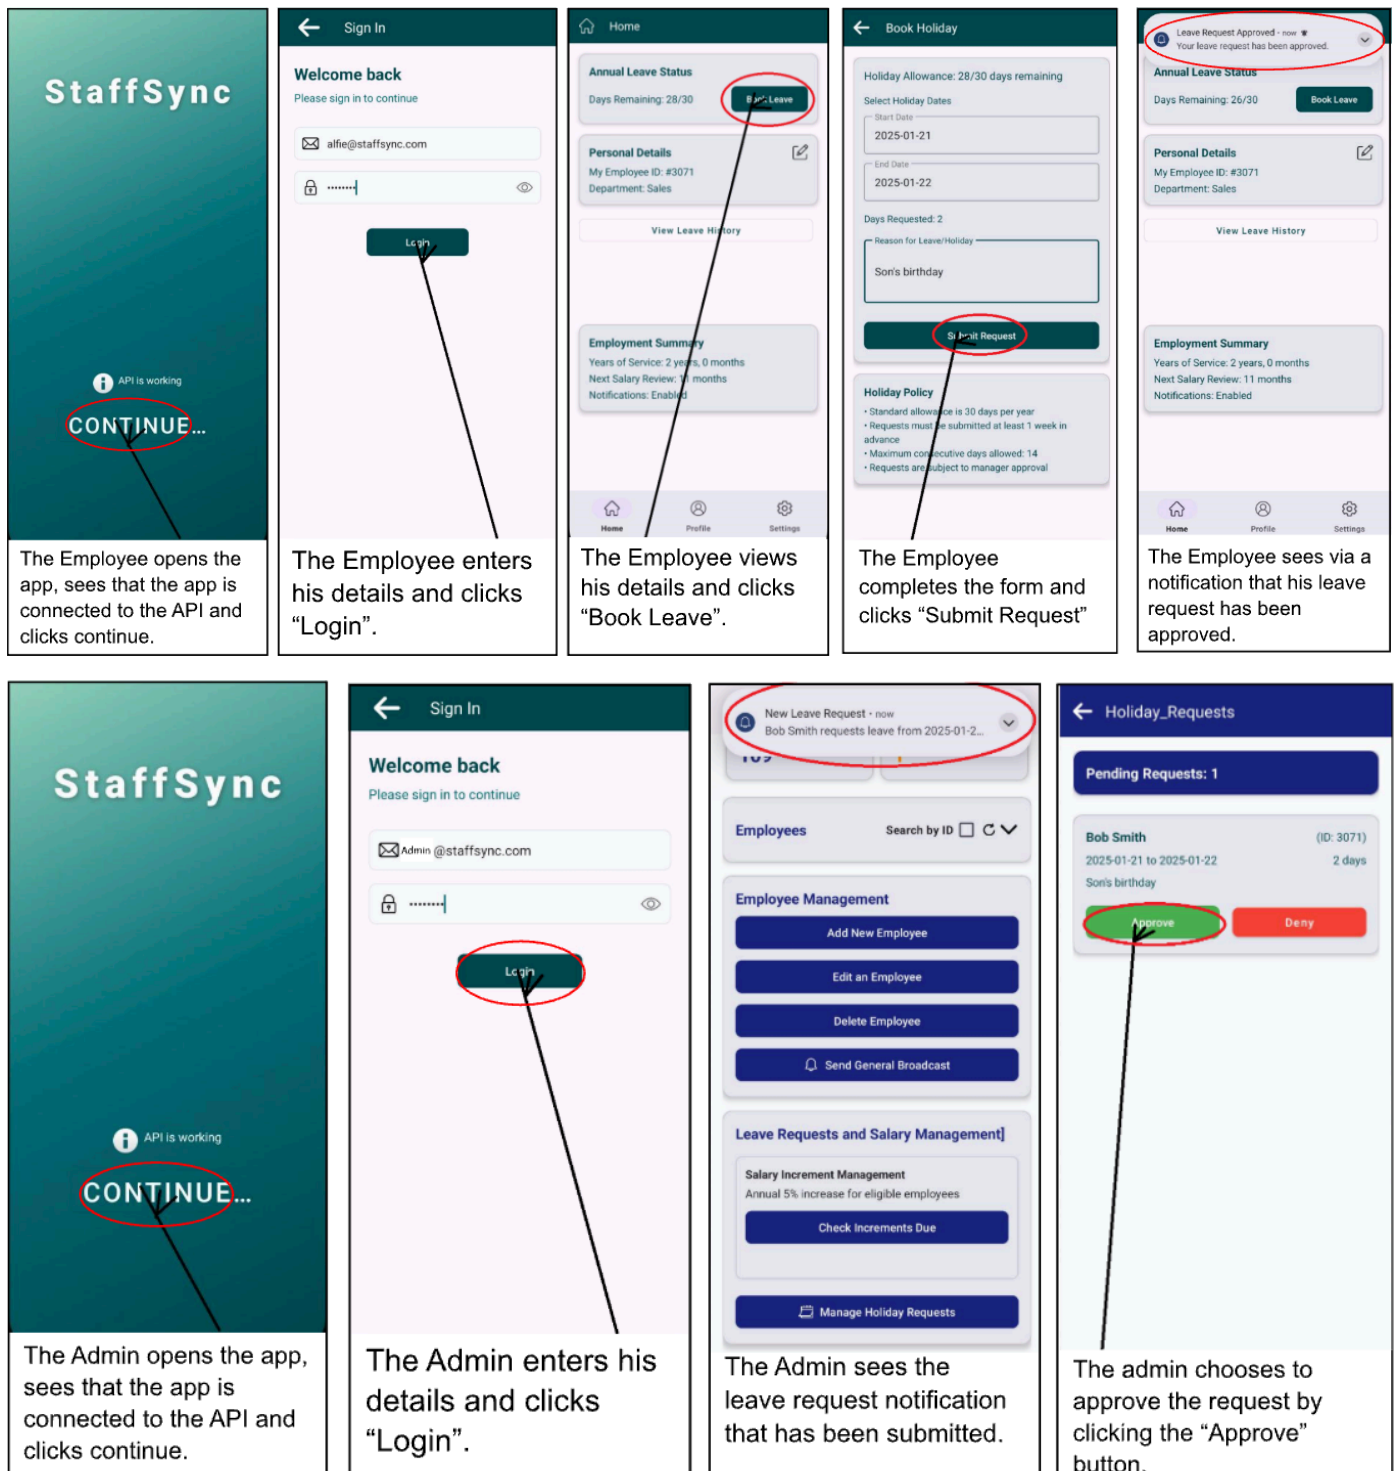 StaffSync
API is working
CONTINUE...
The Employee opens the
app, sees that the app is
connected to the API and
clicks continue.
Sign In
Welcome back
Please sign in to continue
alfie@staffsync.com
Login
The Employee enters
his details and clicks
“Login”.
Home
Annual Leave Status
Days Remaining: 28/30
Book Leave
Personal Details
My Employee ID: #3071
Department: Sales
View Leave History
Employment Summary
Years of Service: 2 years, 0 months
Next Salary Review: 11 months
Notifications: Enabled
Home Profile Settings
The Employee views
his details and clicks
“Book Leave”.
Book Holiday
Holiday Allowance: 28/30 days remaining
Select Holiday Dates
Start Date
2025-01-21
End Date
2025-01-22
Days Requested: 2
Reason for Leave/Holiday
Son's birthday
Submit Request
Holiday Policy
• Standard allowance is 30 days per year
• Requests must be submitted at least 1 week in
advance
• Maximum consecutive days allowed: 14
• Requests are subject to manager approval
The Employee
completes the form and
clicks “Submit Request”
Leave Request Approved • now
Your leave request has been approved.
Annual Leave Status
Days Remaining: 26/30
Book Leave
Personal Details
My Employee ID: #3071
Department: Sales
View Leave History
Employment Summary
Years of Service: 2 years, 0 months
Next Salary Review: 11 months
Notifications: Enabled
Home Profile Settings
The Employee sees via a
notification that his leave
request has been
approved.
StaffSync
API is working
CONTINUE...
The Admin opens the app,
sees that the app is
connected to the API and
clicks continue.
Sign In
Welcome back
Please sign in to continue
Admin @staffsync.com
Login
The Admin enters his
details and clicks
“Login”.
New Leave Request • now
Bob Smith requests leave from 2025-01-2...
Employees
Search by ID
Employee Management
Add New Employee
Edit an Employee
Delete Employee
Send General Broadcast
Leave Requests and Salary Management]
Salary Increment Management
Annual 5% increase for eligible employees
Check Increments Due
Manage Holiday Requests
The Admin sees the
leave request notification
that has been submitted.
Holiday_Requests
Pending Requests: 1
Bob Smith (ID: 3071)
2025-01-21 to 2025-01-22 2 days
Son's birthday
Approve Deny
The admin chooses to
approve the request by
clicking the “Approve”
button.